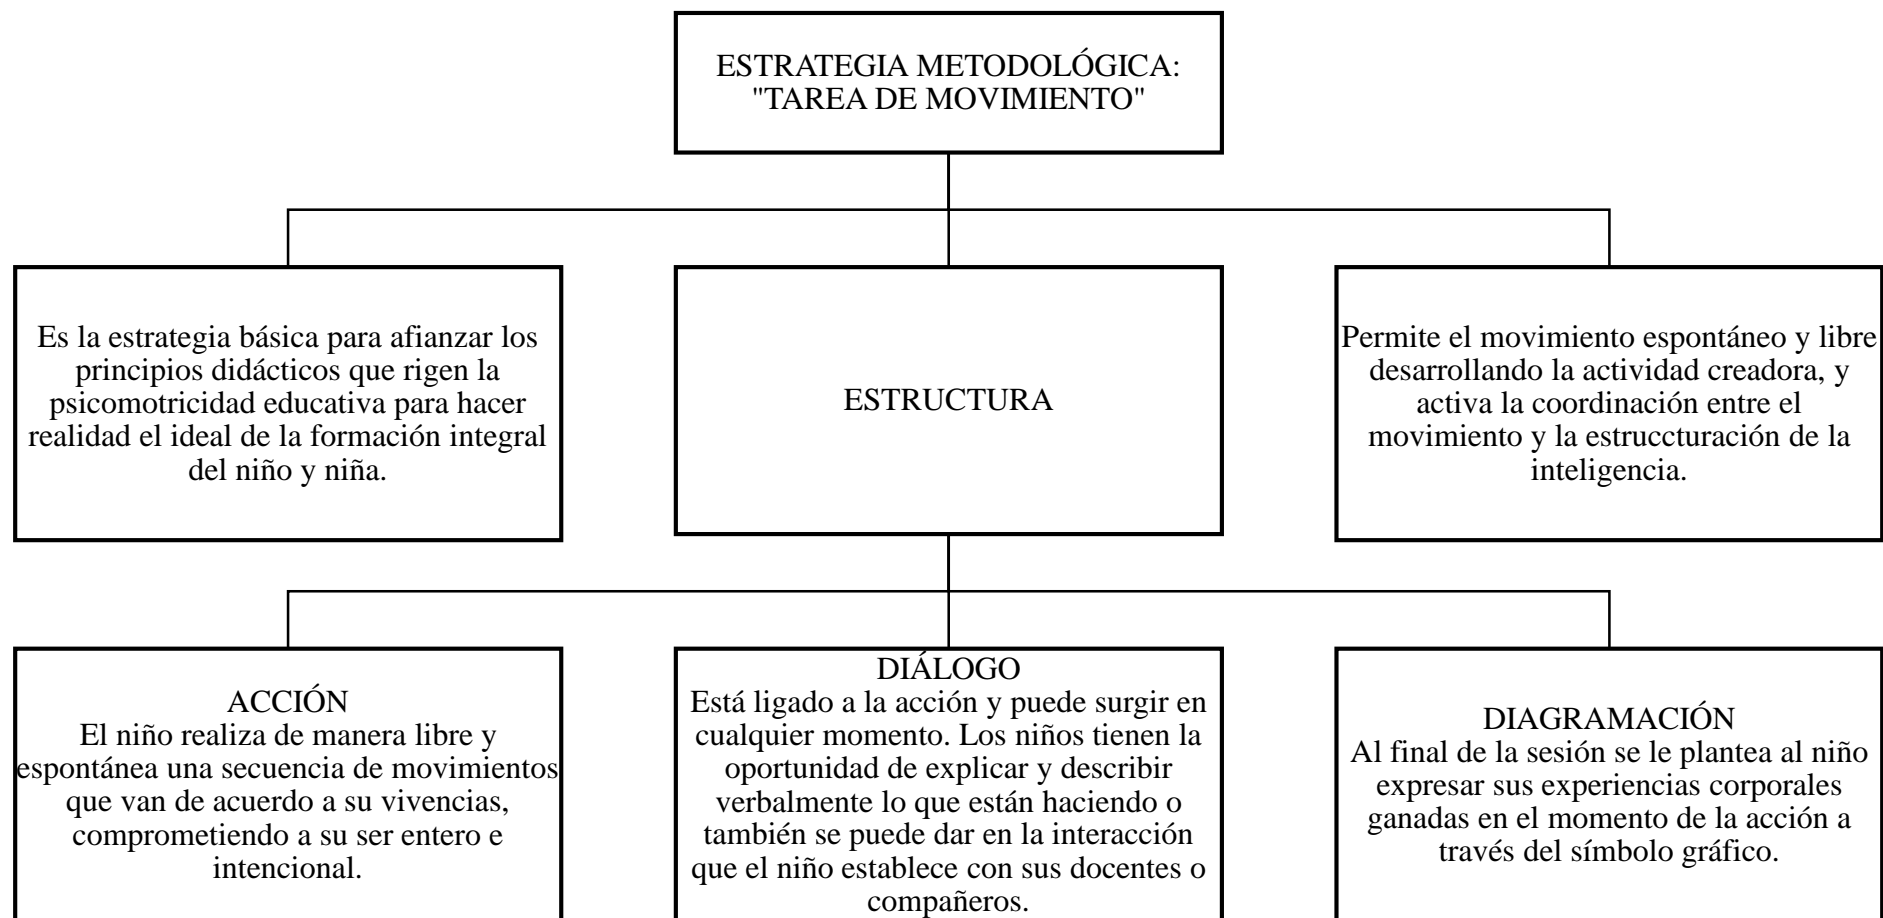 ESTRATEGIA METODOLÓGICA:
"TAREA DE MOVIMIENTO"
Es la estrategia básica para afianzar los
principios didácticos que rigen la
psicomotricidad educativa para hacer
realidad el ideal de la formación integral
del niño y niña.
ESTRUCTURA
Permite el movimiento espontáneo y libre
desarrollando la actividad creadora, y
activa la coordinación entre el
movimiento y la estruccturación de la
inteligencia.
ACCIÓN
El niño realiza de manera libre y
espontánea una secuencia de movimientos
que van de acuerdo a su vivencias,
comprometiendo a su ser entero e
intencional.
DIÁLOGO
Está ligado a la acción y puede surgir en
cualquier momento. Los niños tienen la
oportunidad de explicar y describir
verbalmente lo que están haciendo o
también se puede dar en la interacción
que el niño establece con sus docentes o
compañeros.
DIAGRAMACIÓN
Al final de la sesión se le plantea al niño
expresar sus experiencias corporales
ganadas en el momento de la acción a
través del símbolo gráfico.